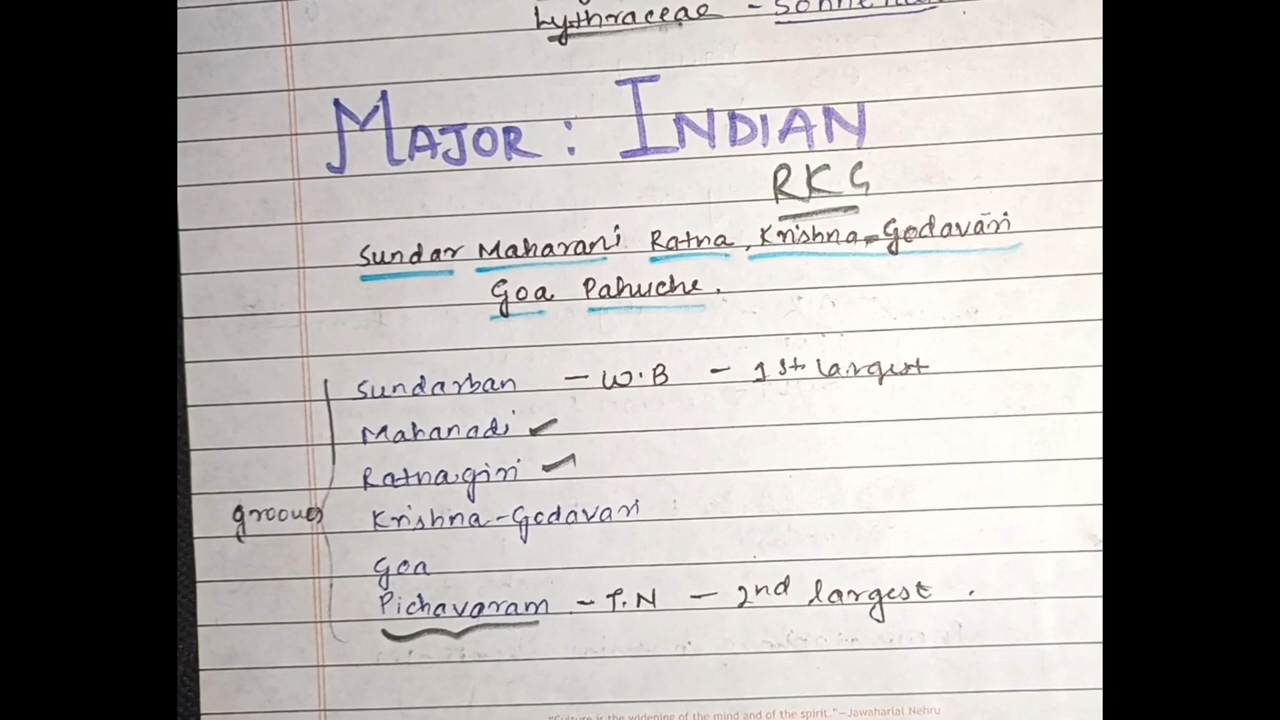 Lythraceae -
MAJOR : INDIAN
RKG
Sundar Maharani Ratna, Krishna-Godavari
Goa Pahuche.
Sundarban - W.B - 1st largest
Mahanadi ✓
Ratnagiri ✓
grooves
Krishna-Godavari
Goa
Pichavaram - T.N - 2nd largest .
"Culture is the widening of the mind and of the spirit."—Jawaharlal Nehru